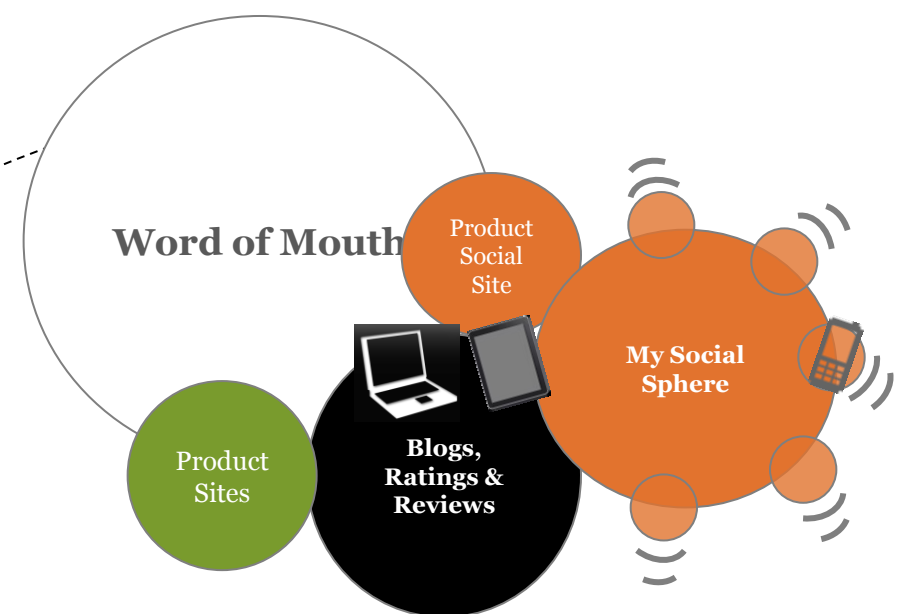 Word of Mouth
Product
Social
Site
My Social
Sphere
Blogs,
Ratings &
Reviews
Product
Sites